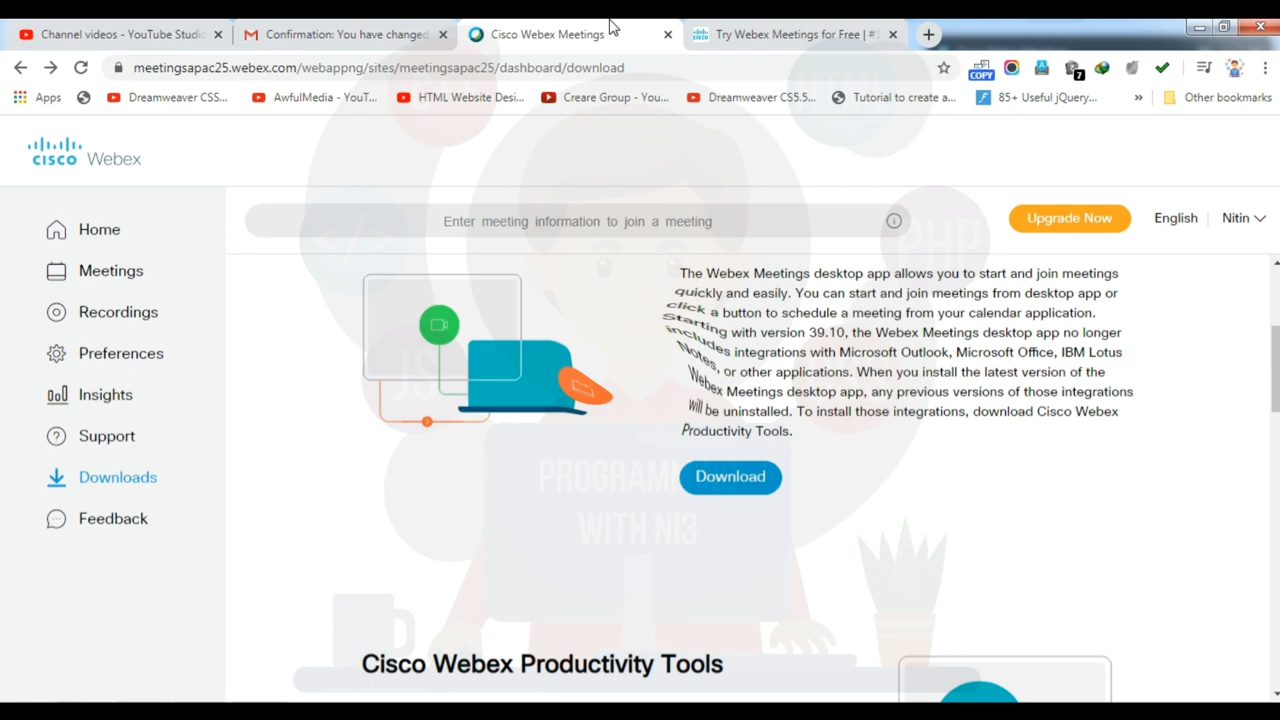 Channel videos - YouTube Studio
Confirmation: You have changed
Cisco Webex Meetings
Try Webex Meetings for Free | #1
meetingsapac25.webex.com/webappng/sites/meetingsapac25/dashboard/download
COPY
7
Apps
Dreamweaver CSS...
AwfulMedia - YouT...
HTML Website Desi...
Creare Group - You...
Dreamweaver CS5.5...
Tutorial to create a...
85+ Useful jQuery...
»
Other bookmarks
cisco Webex
Enter meeting information to join a meeting
Upgrade Now
English
Nitin
Home
Meetings
Recordings
Preferences
Insights
Support
Downloads
Feedback
The Webex Meetings desktop app allows you to start and join meetings
quickly and easily. You can start and join meetings from desktop app or
click a button to schedule a meeting from your calendar application.
Starting with version 39.10, the Webex Meetings desktop app no longer
includes integrations with Microsoft Outlook, Microsoft Office, IBM Lotus
Notes, or other applications. When you install the latest version of the
Webex Meetings desktop app, any previous versions of those integrations
will be uninstalled. To install those integrations, download Cisco Webex
Productivity Tools.
Download
PHP
JS
</>
WITH NI3
Cisco Webex Productivity Tools